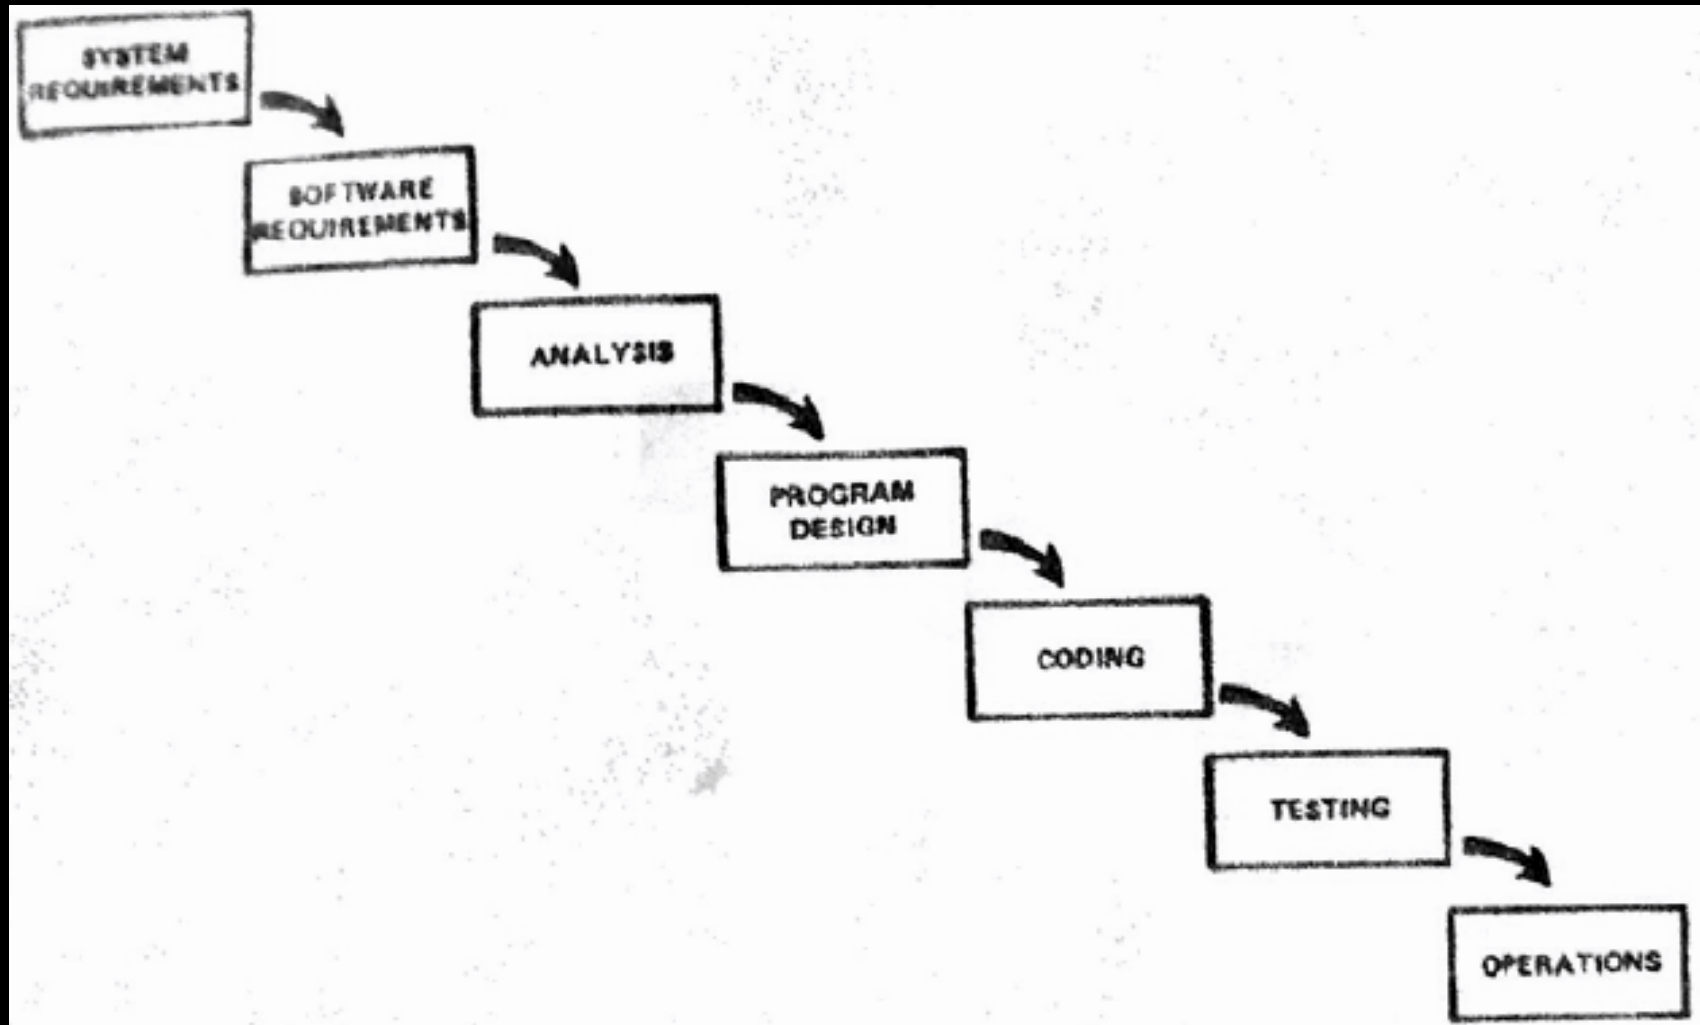 SYSTEM
REQUIREMENTS
SOFTWARE
REQUIREMENTS
ANALYSIS
PROGRAM
DESIGN
CODING
TESTING
OPERATIONS